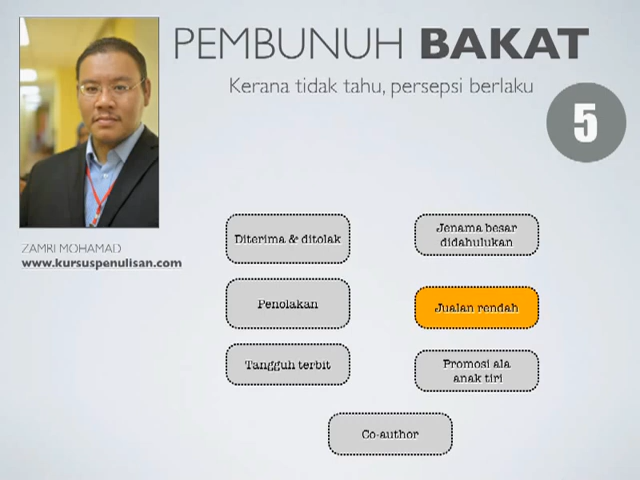 PEMBUNUH BAKAT
Kerana tidak tahu, persepsi berlaku
5
ZAMRI MOHAMAD
www.kursuspenulisan.com
Diterima & ditolak
Jenama besar
didahulukan
Penolakan
Jualan rendah
Tangguh terbit
Promosi ala
anak tiri
Co-author